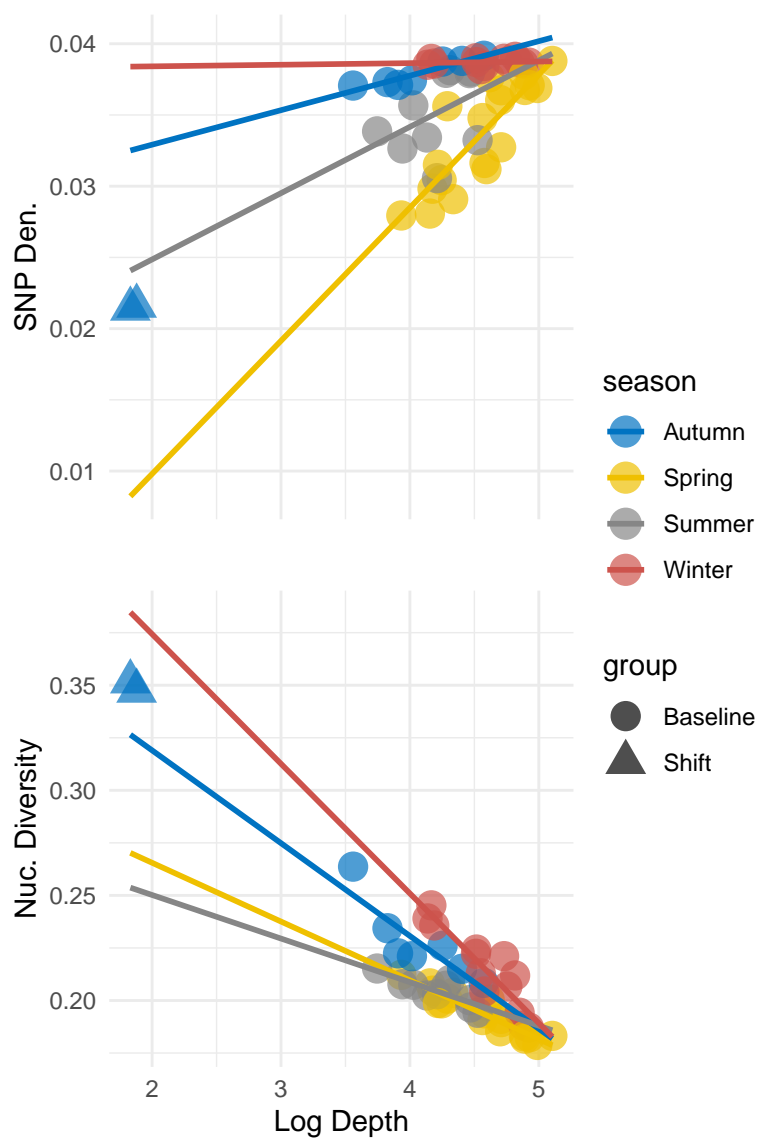 0.04
0.03
0.02
0.01
SNP Den.
0.35
0.30
0.25
0.20
Nuc. Diversity
2 3 4 5
Log Depth
season
Autumn
Spring
Summer
Winter
group
Baseline
Shift